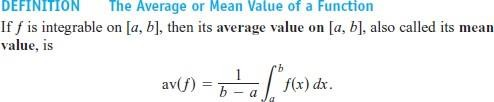 DEFINITION The Average or Mean Value of a Function
If f is integrable on [a, b], then its average value on [a, b], also called its mean
value, is
av(f) = \frac{1}{b - a} \int_a^b f(x) dx.